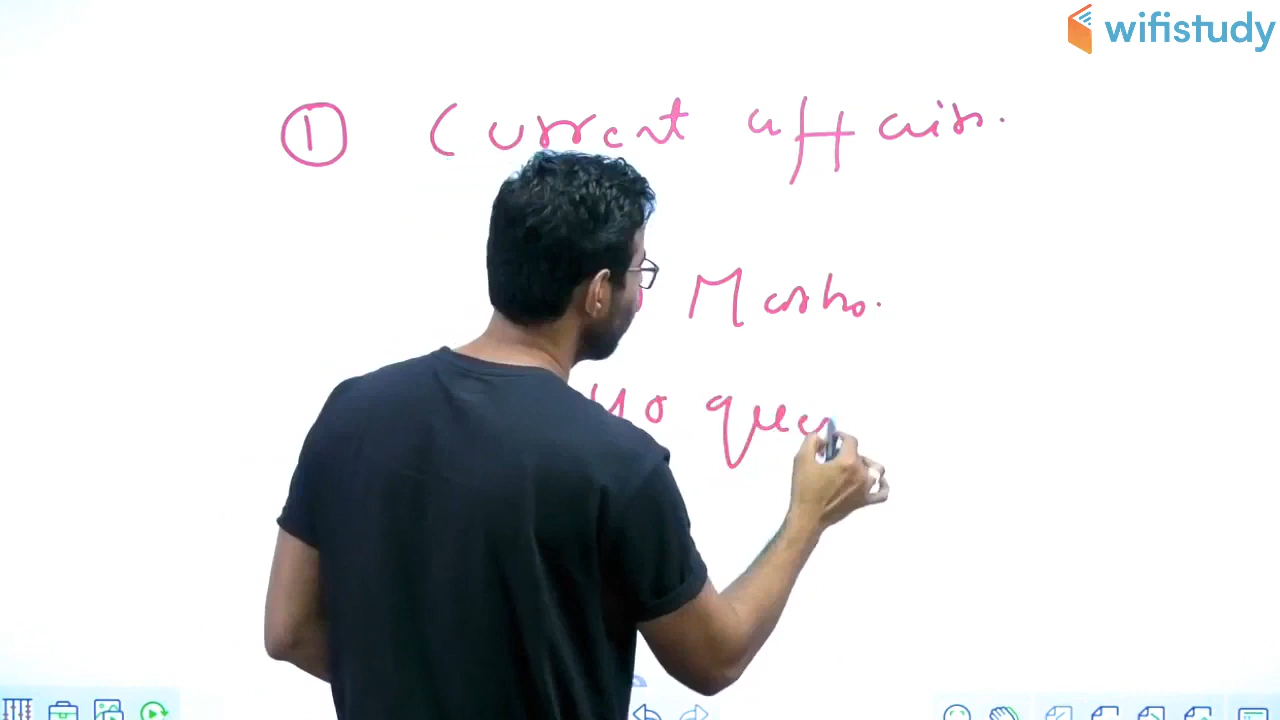 wifistudy
① Current affairs.
Marks.
40 ques